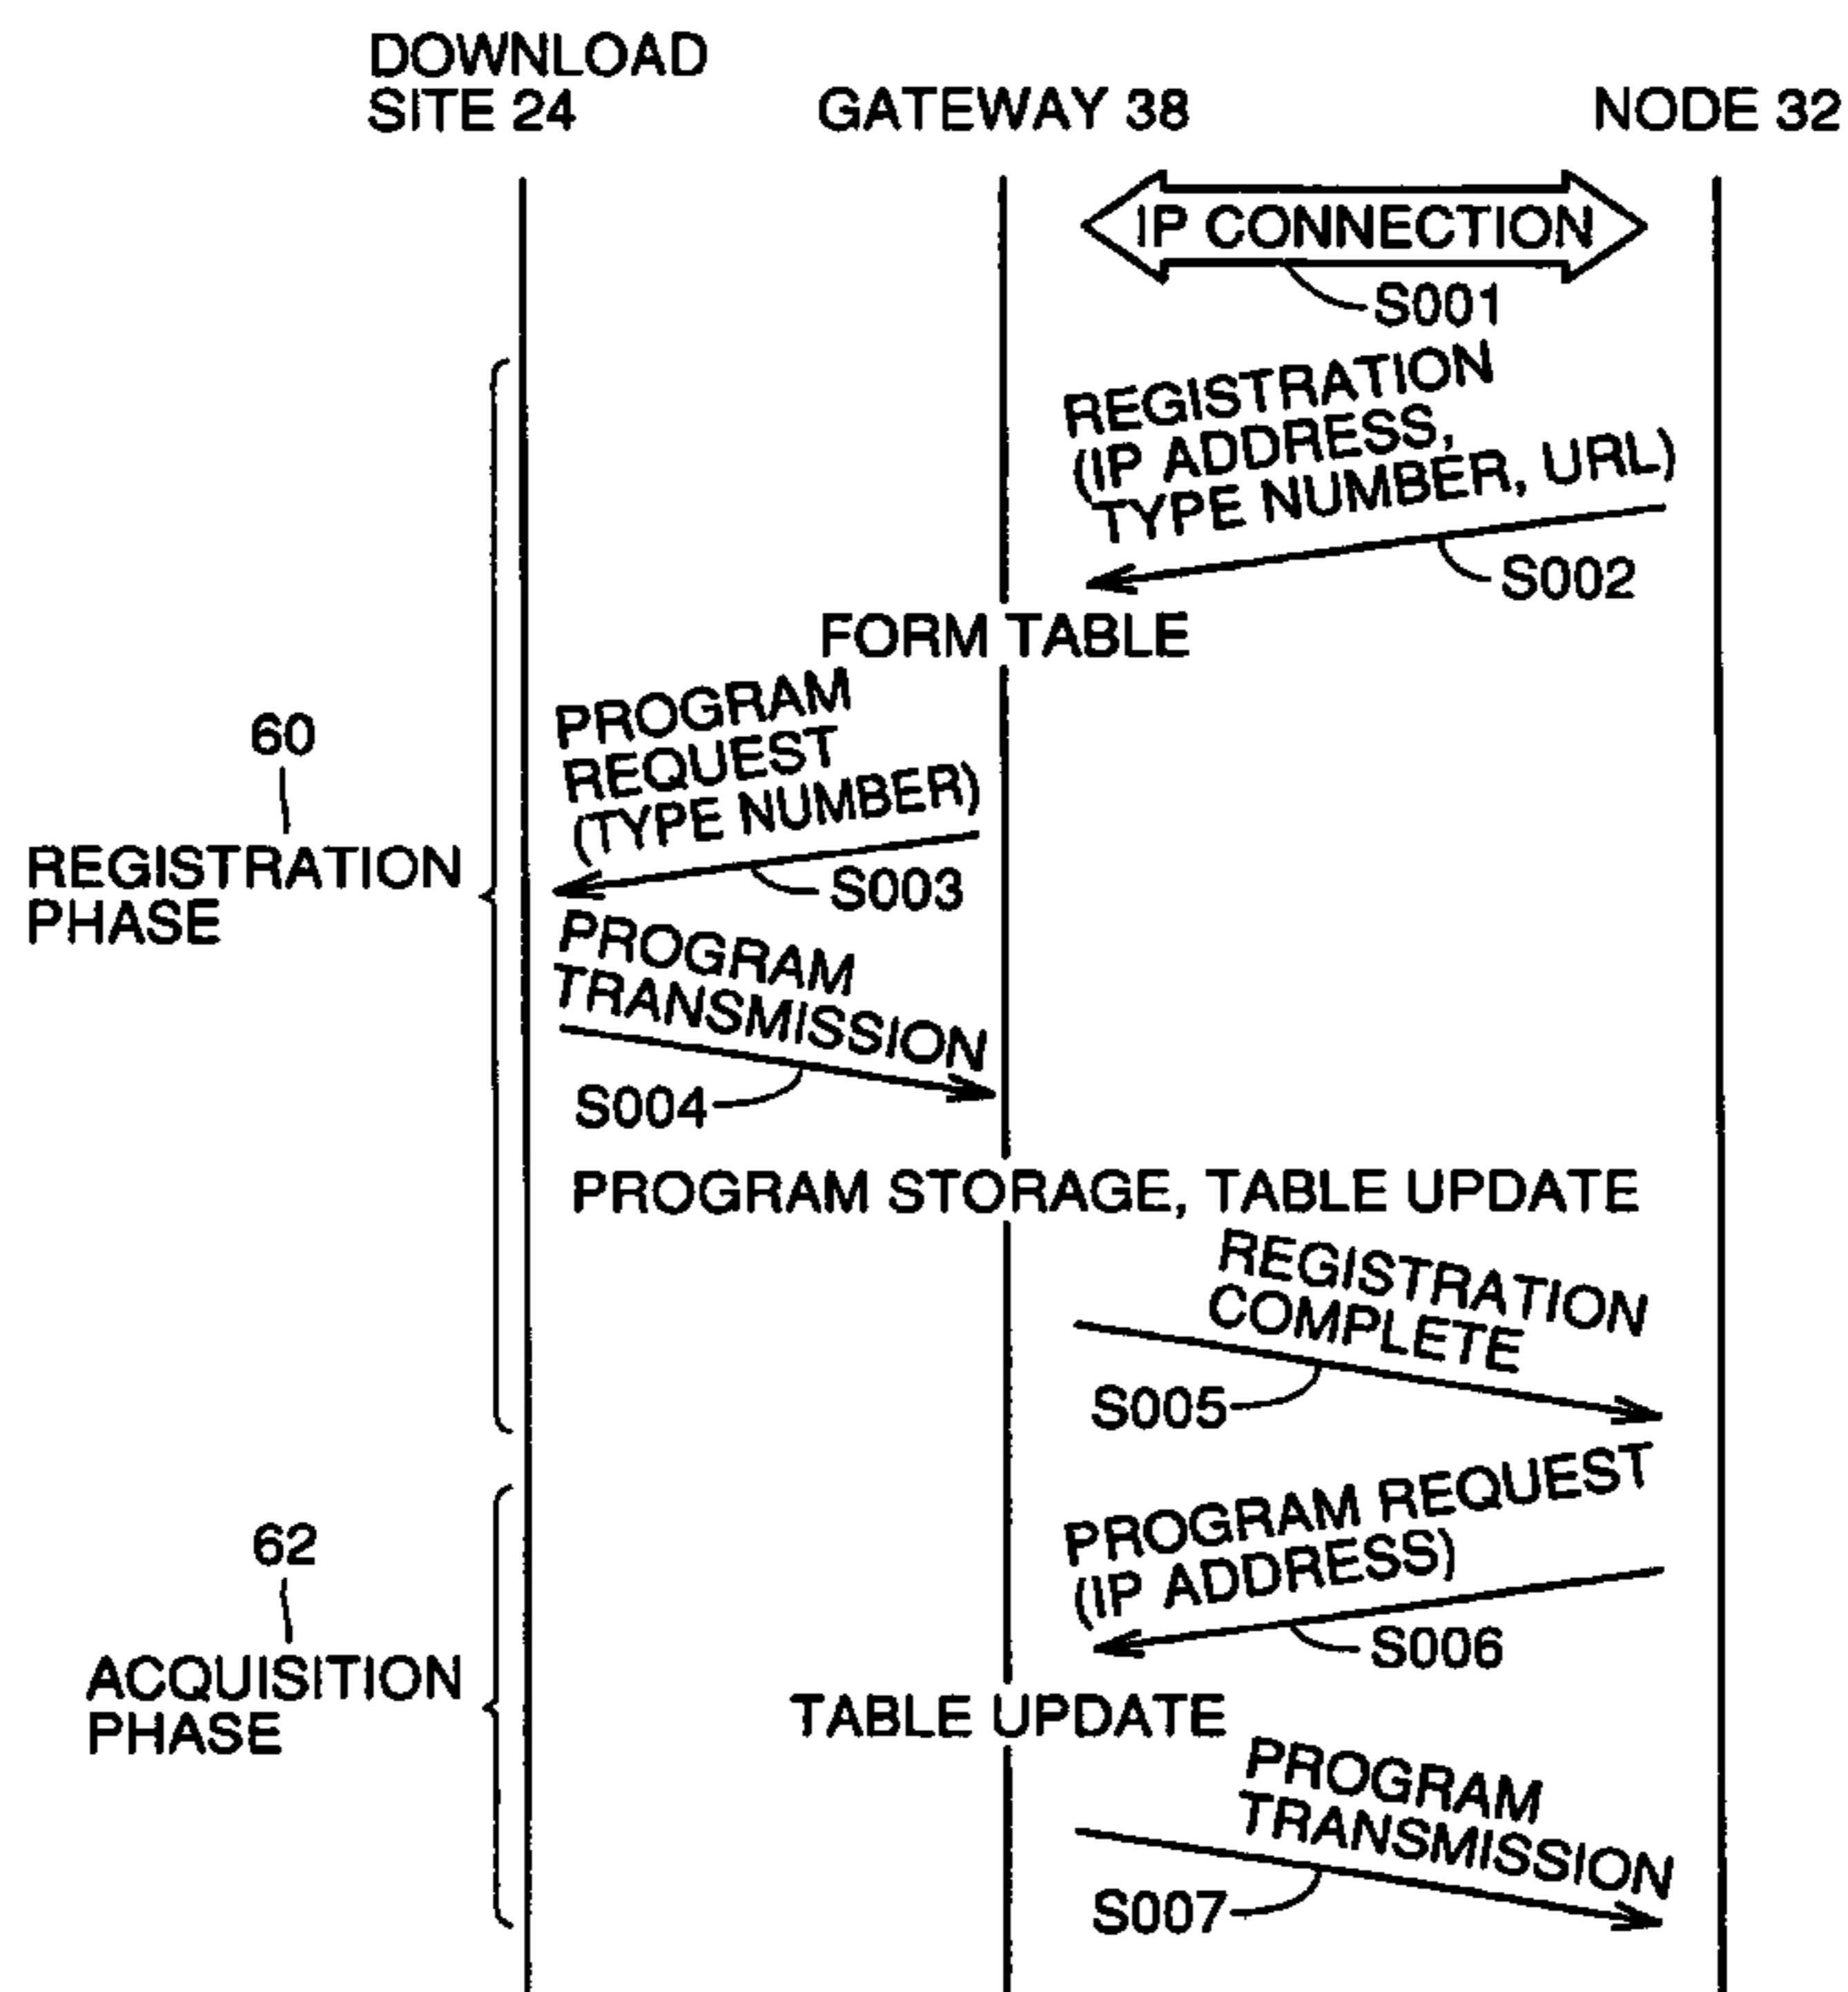 DOWNLOAD
SITE 24
GATEWAY 38
NODE 32
IP CONNECTION
S001
REGISTRATION
(IP ADDRESS,
TYPE NUMBER, URL)
S002
FORM TABLE
PROGRAM
REQUEST
(TYPE NUMBER)
S003
60
REGISTRATION
PHASE
PROGRAM
TRANSMISSION
S004
PROGRAM STORAGE, TABLE UPDATE
REGISTRATION
COMPLETE
S005
PROGRAM REQUEST
(IP ADDRESS)
S006
62
ACQUISITION
PHASE
TABLE UPDATE
PROGRAM
TRANSMISSION
S007